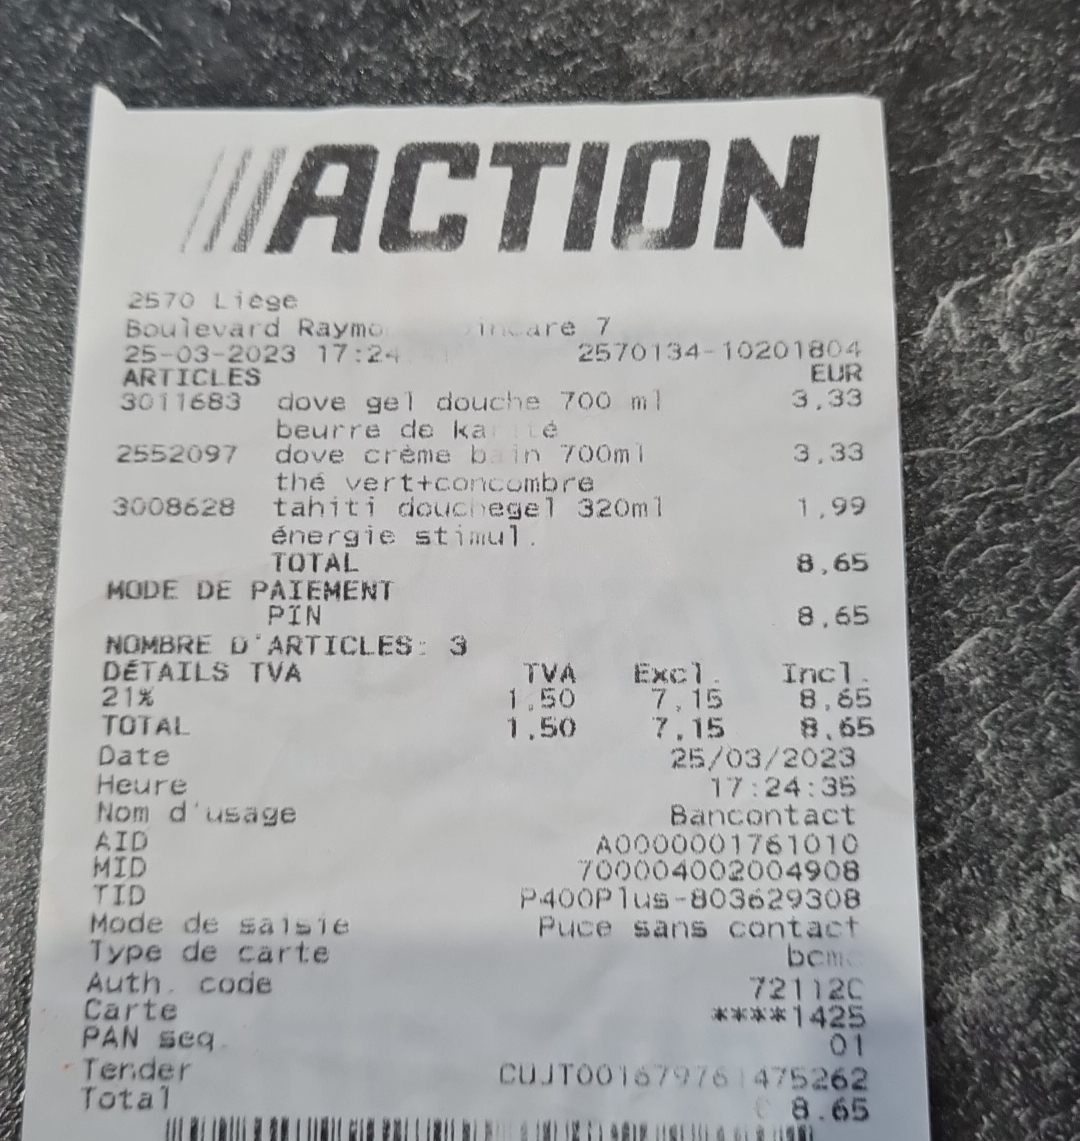 ACTION
2570 Liège
Boulevard 7
25-03-2023 17:24 2570134-10201804
ARTICLES EUR
3011683 dove gel douche 700 ml 3,33
beurre de
2552097 dove crème bain 700ml 3,33
thé vert+concombre
3008628 tahiti douchegel 320ml 1,99
énergie stimul.
TOTAL 8,65
MODE DE PAIEMENT
PIN 8,65
NOMBRE D'ARTICLES: 3
DÉTAILS TVA TVA Excl. Incl.
21% 1,50 7,15 8,65
TOTAL 1,50 7,15 8,65
Date 25/03/2023
Heure 17:24:35
Nom d'usage Bancontact
AID A0000001761010
MID 700004002004908
TID P400Plus-803629308
Mode de saisie Puce sans contact
Type de carte bcmc
Auth. code 72112C
Carte ****1425
PAN seq. 01
Tender
Total 8.65